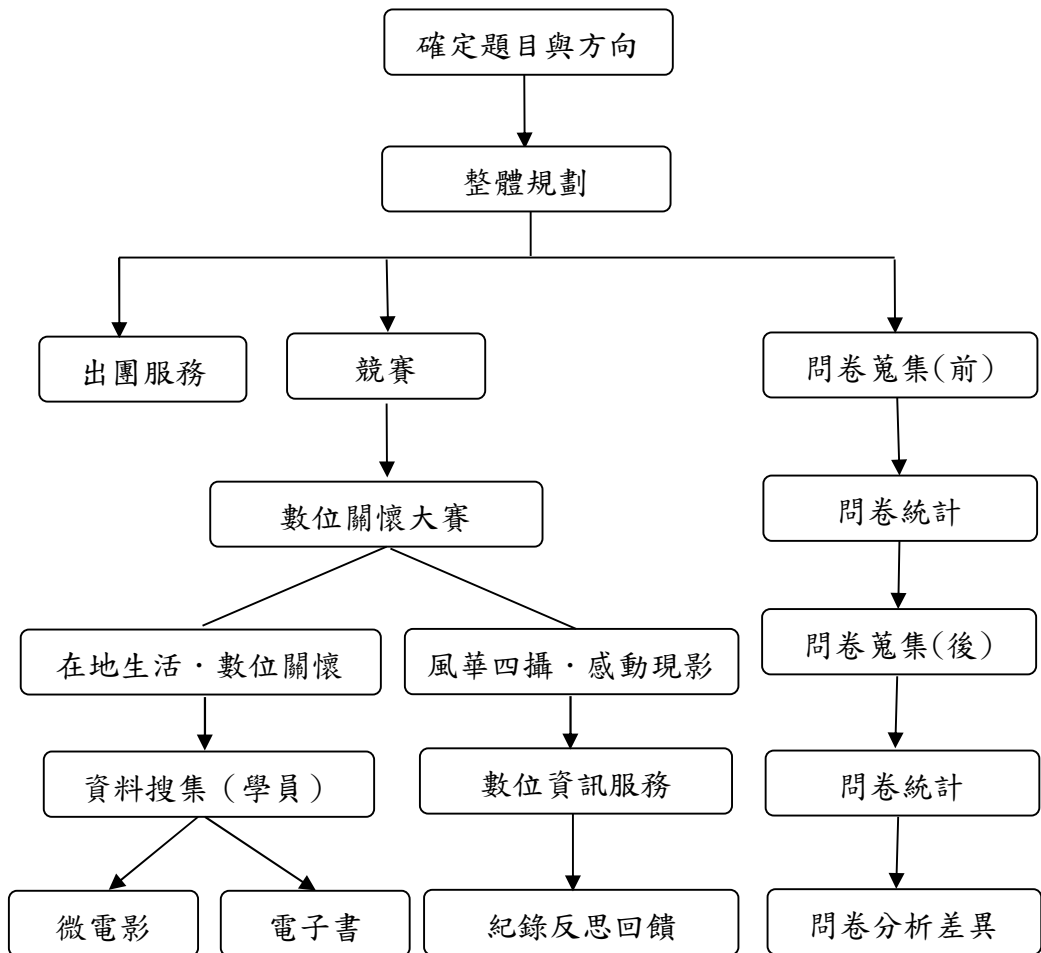 確定題目與方向
整體規劃
出團服務
競賽
問卷蒐集(前)
數位關懷大賽
問卷統計
在地生活·數位關懷
風華四攝·感動現影
問卷蒐集(後)
資料搜集（學員）
數位資訊服務
問卷統計
微電影
電子書
紀錄反思回饋
問卷分析差異